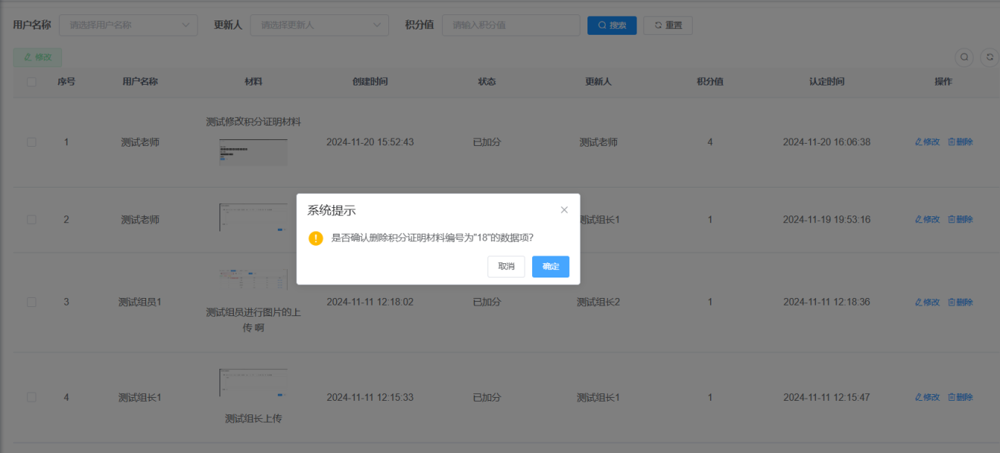 用户名称 请选择用户名称 更新人 请选择更新人 积分值 请输入积分值 搜索 重置
修改
序号 用户名称 材料 创建时间 状态 更新人 积分值 认定时间 操作
测试修改积分证明材料
1 测试老师 2024-11-20 15:52:43 已加分 测试老师 4 2024-11-20 16:06:38 修改 删除
系统提示
是否确认删除积分证明材料编号为"18"的数据项?
取消 确定
2 测试老师 测试组长1 1 2024-11-19 19:53:16 修改 删除
3 测试组员1 2024-11-11 12:18:02 已加分 测试组长2 1 2024-11-11 12:18:36 修改 删除
测试组员进行图片的上
传 啊
4 测试组长1 2024-11-11 12:15:33 已加分 测试组长1 1 2024-11-11 12:15:47 修改 删除
测试组长上传